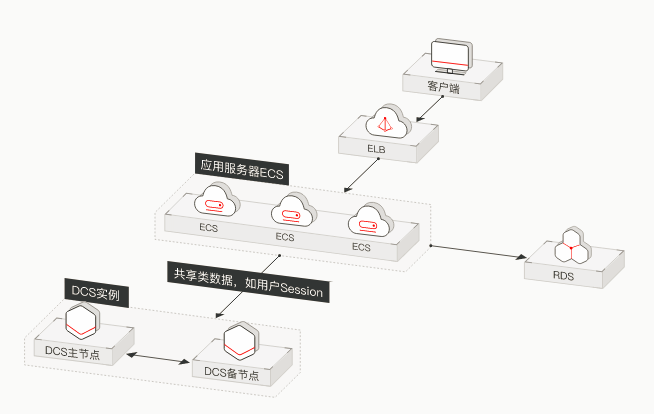 客户端
ELB
应用服务器ECS
ECS
ECS
ECS
RDS
共享类数据，如用户Session
DCS实例
DCS主节点
DCS备节点